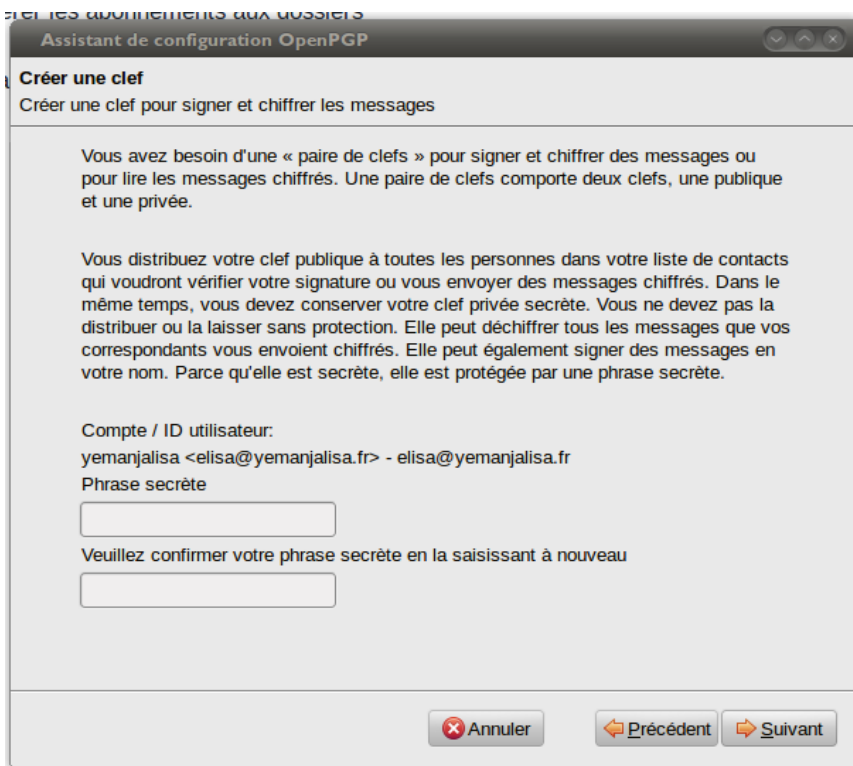 les abonnements aux dossiers
Assistant de configuration OpenPGP
Créer une clef
Créer une clef pour signer et chiffrer les messages
Vous avez besoin d'une « paire de clefs » pour signer et chiffrer des messages ou
pour lire les messages chiffrés. Une paire de clefs comporte deux clefs, une publique
et une privée.
Vous distribuez votre clef publique à toutes les personnes dans votre liste de contacts
qui voudront vérifier votre signature ou vous envoyer des messages chiffrés. Dans le
même temps, vous devez conserver votre clef privée secrète. Vous ne devez pas la
distribuer ou la laisser sans protection. Elle peut déchiffrer tous les messages que vos
correspondants vous envoient chiffrés. Elle peut également signer des messages en
votre nom. Parce qu'elle est secrète, elle est protégée par une phrase secrète.
Compte / ID utilisateur:
yemanjalisa <elisa@yemanjalisa.fr> - elisa@yemanjalisa.fr
Phrase secrète
Veuillez confirmer votre phrase secrète en la saisissant à nouveau
Annuler Précédent Suivant